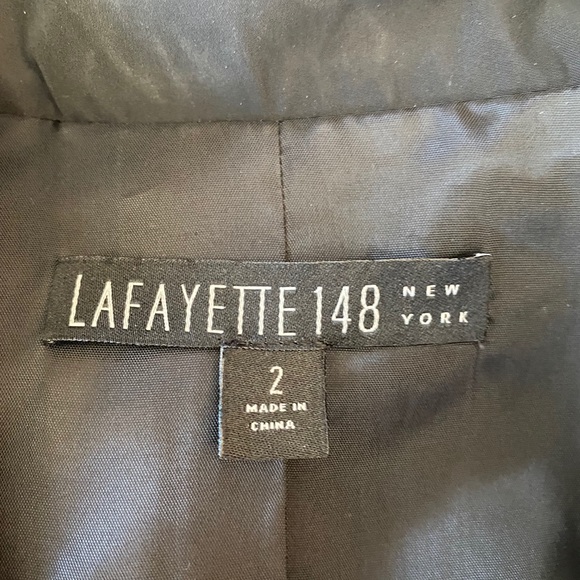 LAFAYETTE 148 NEW YORK
2
MADE IN
CHINA